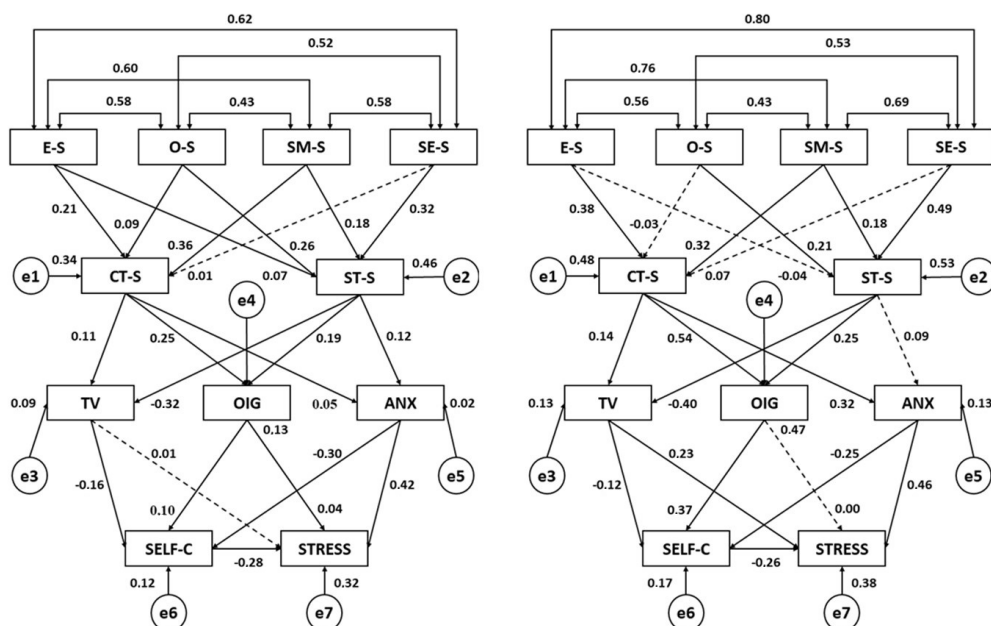 0.62
0.52
0.60
0.58 0.43 0.58
E-S O-S SM-S SE-S
0.21 0.09 0.36 0.26 0.18 0.32
e1 0.34 CT-S 0.01 0.07 ST-S 0.46 e2
e4
0.11 0.25 0.19 0.12
0.09 TV -0.32 OIG 0.05 ANX 0.02
0.13
e3 0.01 -0.30 e5
-0.16 0.42
0.10 0.04
SELF-C -0.28 STRESS
0.12 0.32
e6 e7
0.80
0.53
0.76
0.56 0.43 0.69
E-S O-S SM-S SE-S
0.38 -0.03 0.32 0.21 0.18 0.49
e1 0.48 CT-S 0.07 -0.04 ST-S 0.53 e2
e4
0.14 0.54 0.25 0.09
0.13 TV -0.40 OIG 0.32 ANX 0.13
0.47
e3 0.23 -0.25 e5
-0.12 0.46
0.37 0.00
SELF-C -0.26 STRESS
0.17 0.38
e6 e7